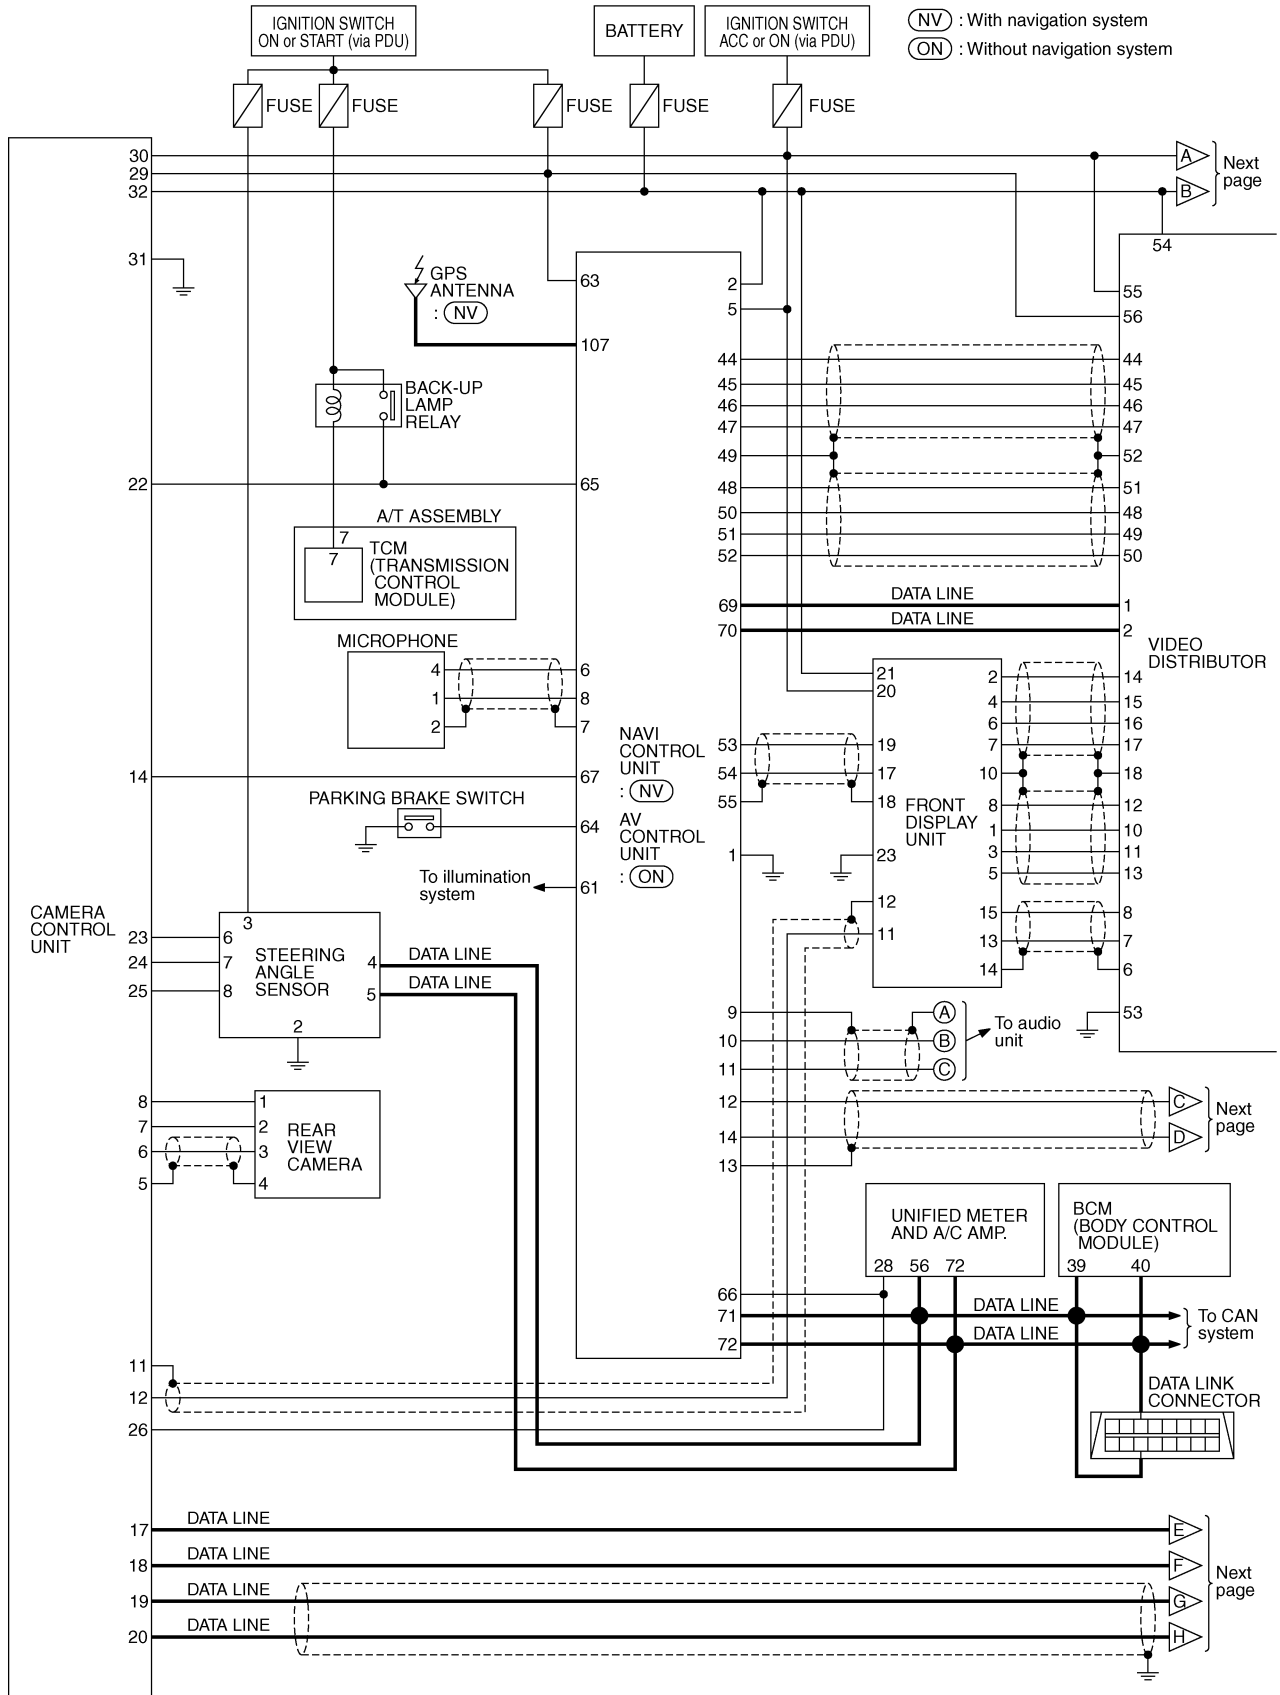 IGNITION SWITCH
ON or START (via PDU)
BATTERY
IGNITION SWITCH
ACC or ON (via PDU)
NV : With navigation system
ON : Without navigation system
FUSE
FUSE
FUSE
FUSE
FUSE
30
29
32
A
B
Next
page
54
31
GPS
ANTENNA
: NV
63
107
2
5
55
56
44
45
46
47
49
48
50
51
52
44
45
46
47
52
51
48
49
50
BACK-UP
LAMP
RELAY
22
65
A/T ASSEMBLY
7
7
TCM
(TRANSMISSION
CONTROL
MODULE)
69
DATA LINE
1
70
DATA LINE
2
VIDEO
DISTRIBUTOR
MICROPHONE
4
1
2
6
8
7
21
20
19
17
18
23
12
11
FRONT
DISPLAY
UNIT
2
4
6
7
10
8
1
3
5
15
13
14
14
15
16
17
18
12
10
11
13
8
7
6
53
NAVI
CONTROL
UNIT
: NV
AV
CONTROL
UNIT
: ON
53
54
55
1
14
67
PARKING BRAKE SWITCH
64
To illumination
system
61
CAMERA
CONTROL
UNIT
23
24
25
3
6
7
8
STEERING
ANGLE
SENSOR
4
5
2
DATA LINE
DATA LINE
9
10
11
A
B
C
To audio
unit
8
7
6
5
1
2
3
4
REAR
VIEW
CAMERA
12
14
13
C
D
Next
page
UNIFIED METER
AND A/C AMP.
28 56 72
BCM
(BODY CONTROL
MODULE)
39 40
66
71
72
DATA LINE
DATA LINE
To CAN
system
DATA LINK
CONNECTOR
11
12
26
17
DATA LINE
E
18
DATA LINE
F
19
DATA LINE
G
20
DATA LINE
H
Next
page